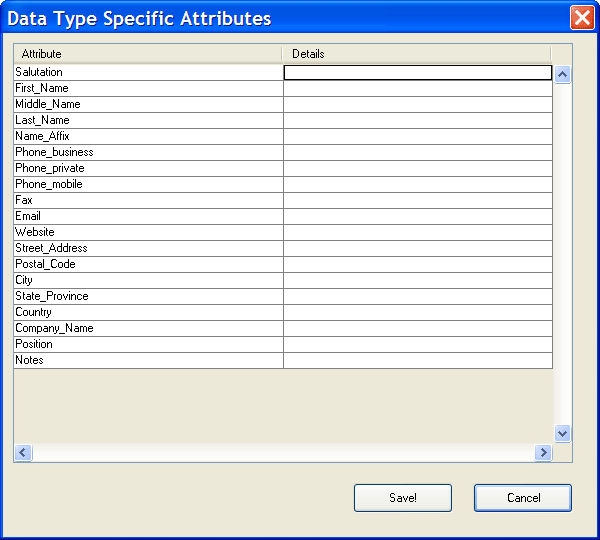 Data Type Specific Attributes
Attribute Details
Salutation
First_Name
Middle_Name
Last_Name
Name_Affix
Phone_business
Phone_private
Phone_mobile
Fax
Email
Website
Street_Address
Postal_Code
City
State_Province
Country
Company_Name
Position
Notes
Save! Cancel